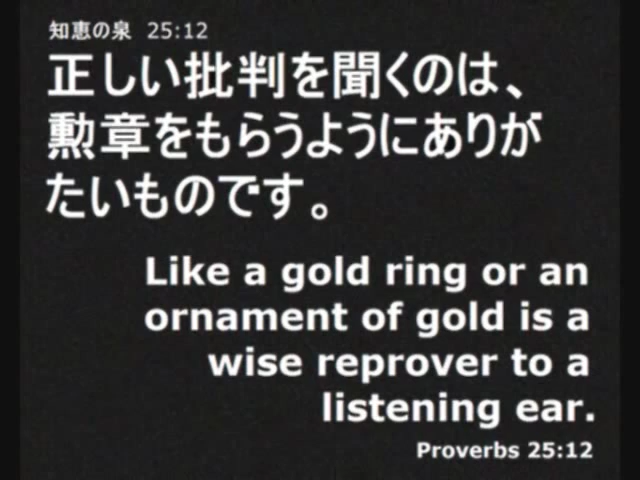 知恵の泉 25:12
正しい批判を聞くのは、
勲章をもらうようにありが
たいものです。
Like a gold ring or an
ornament of gold is a
wise reprover to a
listening ear.
Proverbs 25:12